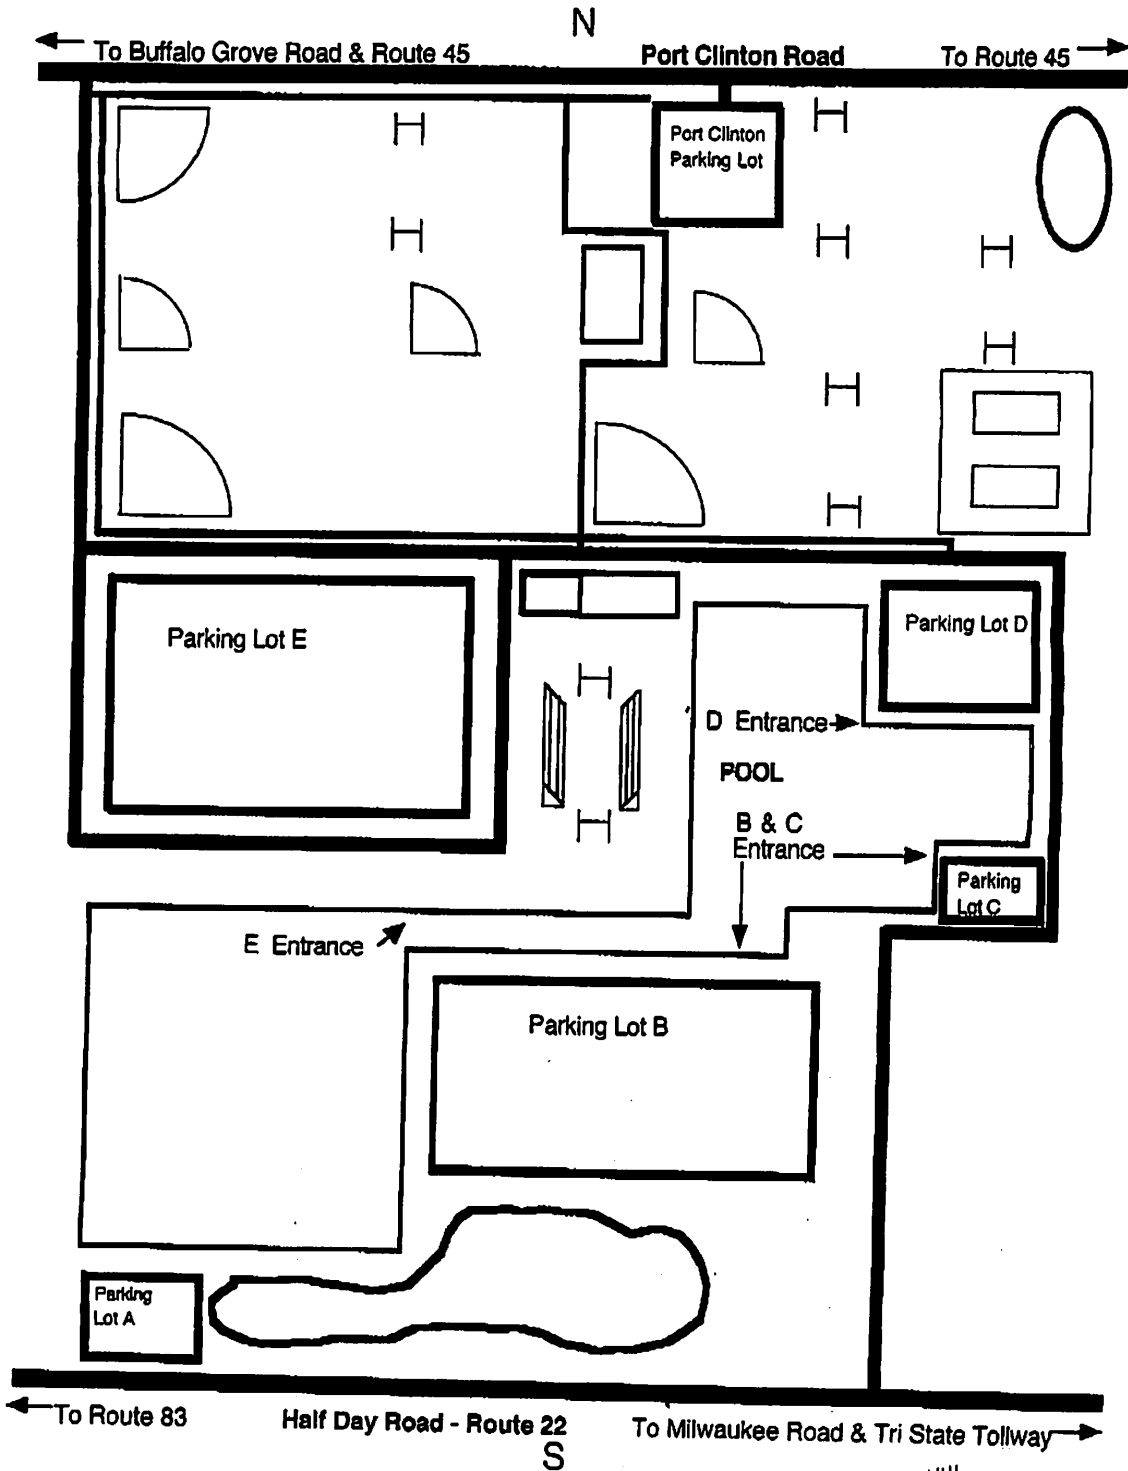 N
To Buffalo Grove Road & Route 45
Port Clinton Road
To Route 45
Port Clinton
Parking Lot
Parking Lot E
Parking Lot D
D Entrance
POOL
B & C
Entrance
Parking
Lot C
E Entrance
Parking Lot B
Parking
Lot A
To Route 83
Half Day Road - Route 22
To Milwaukee Road & Tri State Tollway
S